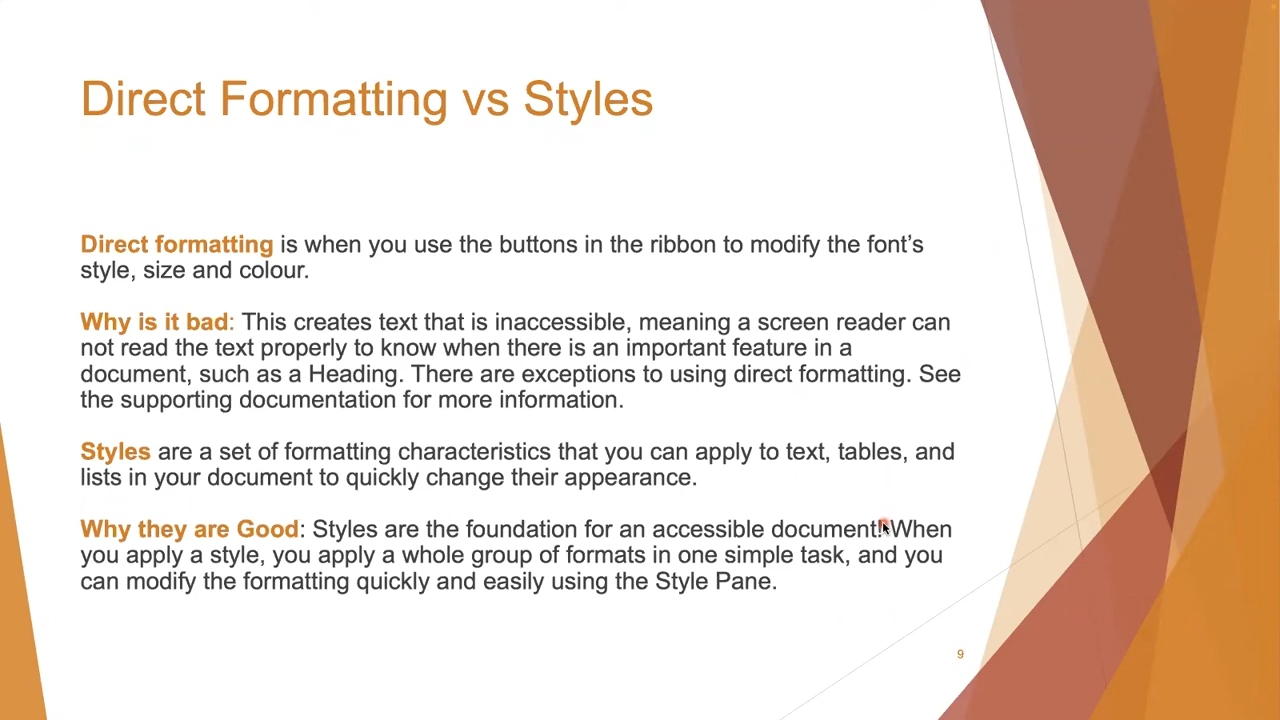 Direct Formatting vs Styles
Direct formatting is when you use the buttons in the ribbon to modify the font’s
style, size and colour.
Why is it bad: This creates text that is inaccessible, meaning a screen reader can
not read the text properly to know when there is an important feature in a
document, such as a Heading. There are exceptions to using direct formatting. See
the supporting documentation for more information.
Styles are a set of formatting characteristics that you can apply to text, tables, and
lists in your document to quickly change their appearance.
Why they are Good: Styles are the foundation for an accessible document! When
you apply a style, you apply a whole group of formats in one simple task, and you
can modify the formatting quickly and easily using the Style Pane.
9